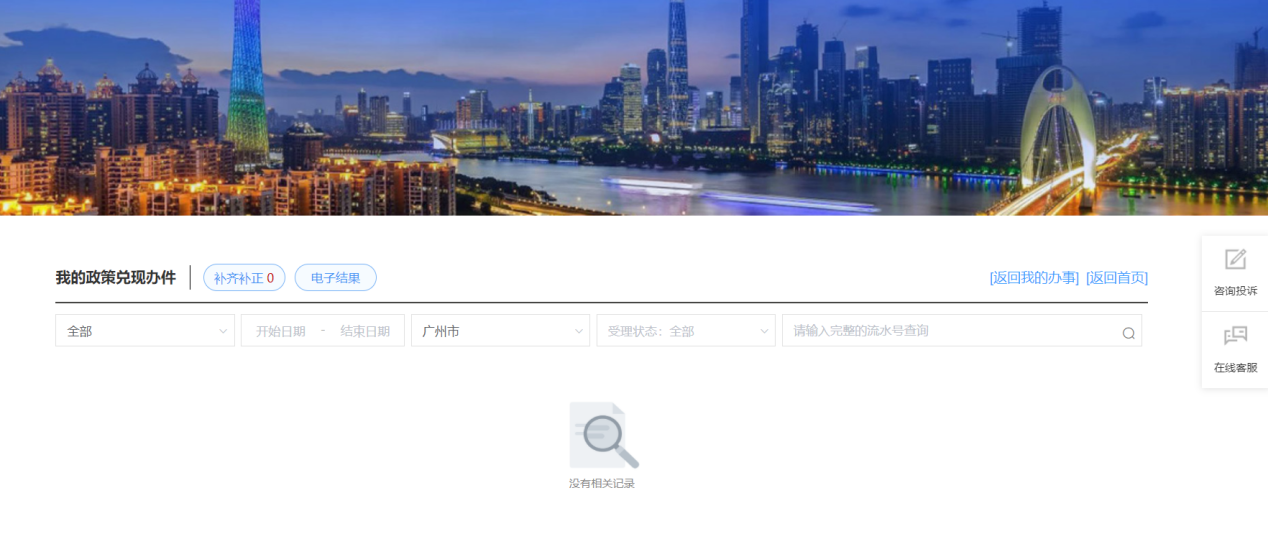 我的政策兑现办件 补齐补正 0 电子结果 [返回我的办事] [返回首页]
全部 开始日期 - 结束日期 广州市 受理状态：全部 请输入完整的流水号查询
没有相关记录
咨询投诉
在线客服